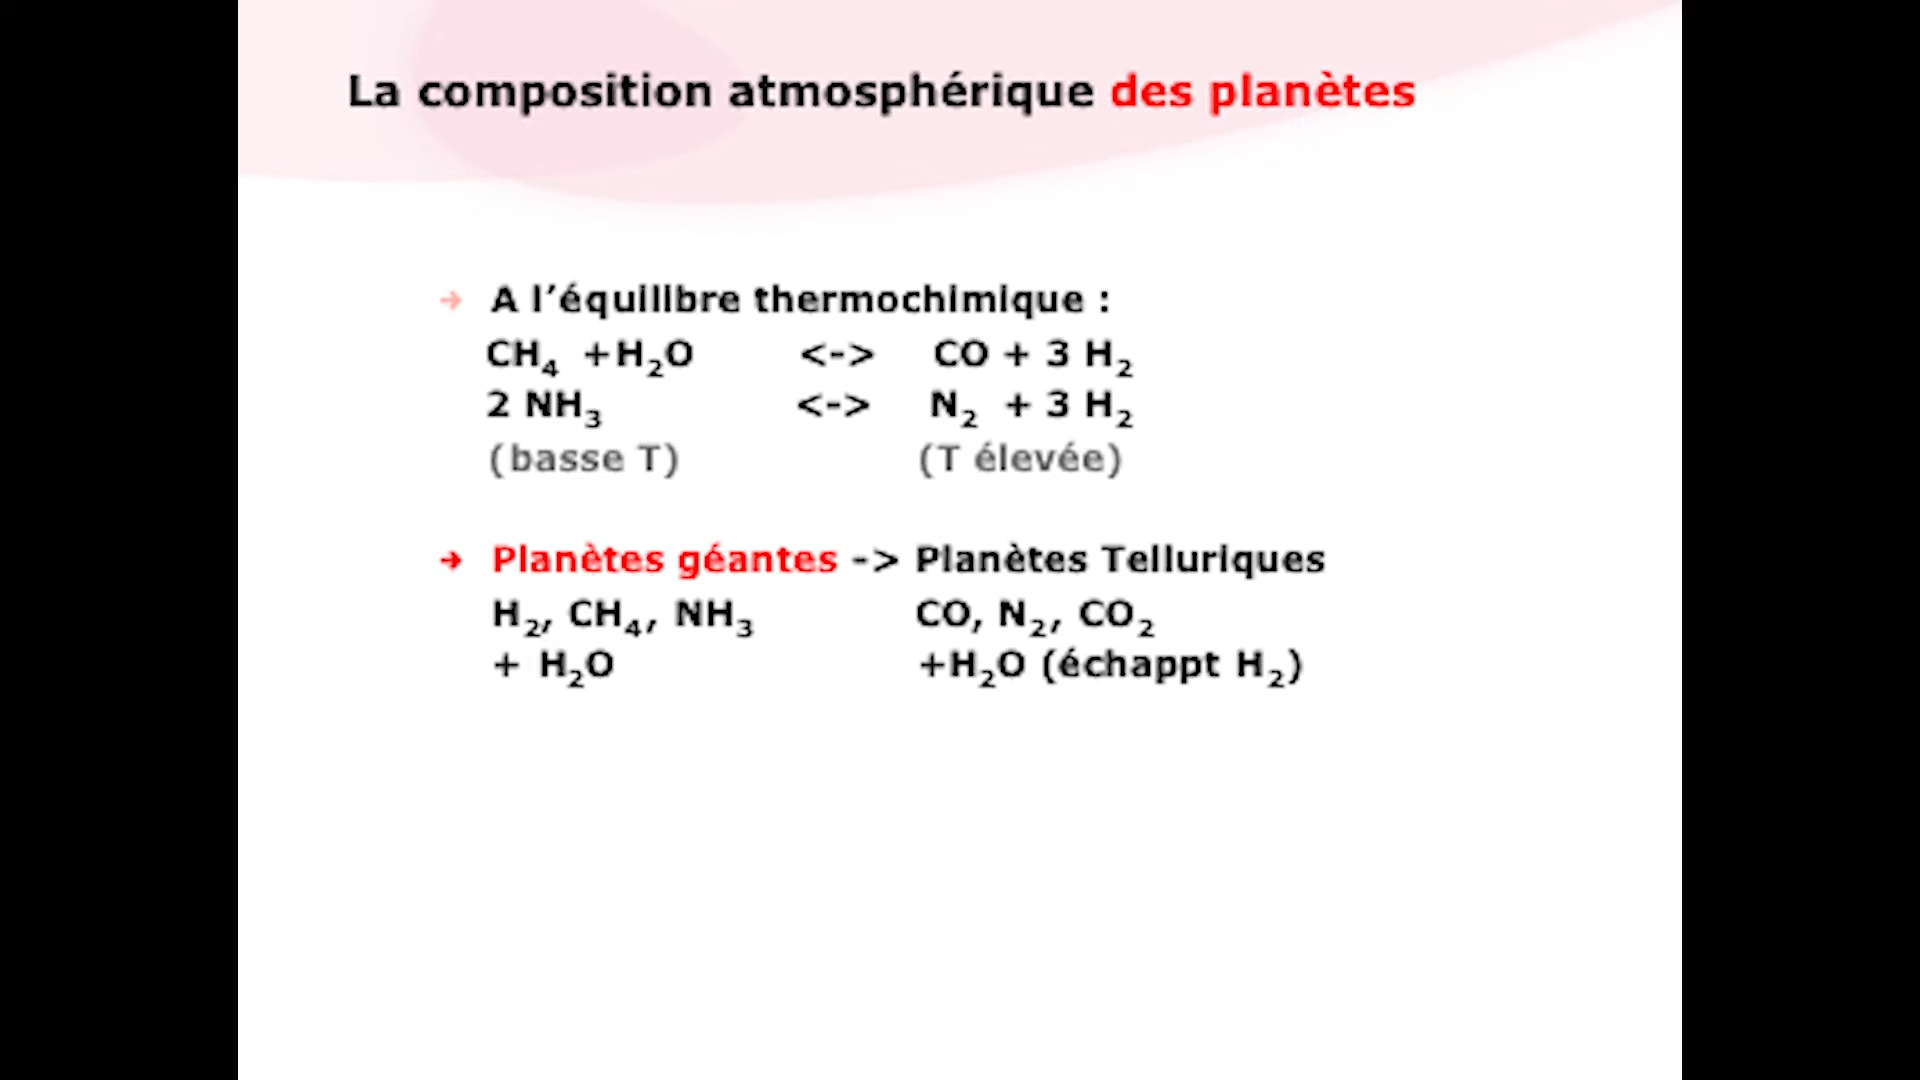 La composition atmosphérique des planètes
→ A l’équilibre thermochimique :
CH₄ +H₂O <-> CO + 3 H₂
2 NH₃ <-> N₂ + 3 H₂
(basse T) (T élevée)
→ Planètes géantes -> Planètes Telluriques
H₂, CH₄, NH₃ CO, N₂, CO₂
+ H₂O +H₂O (échappt H₂)